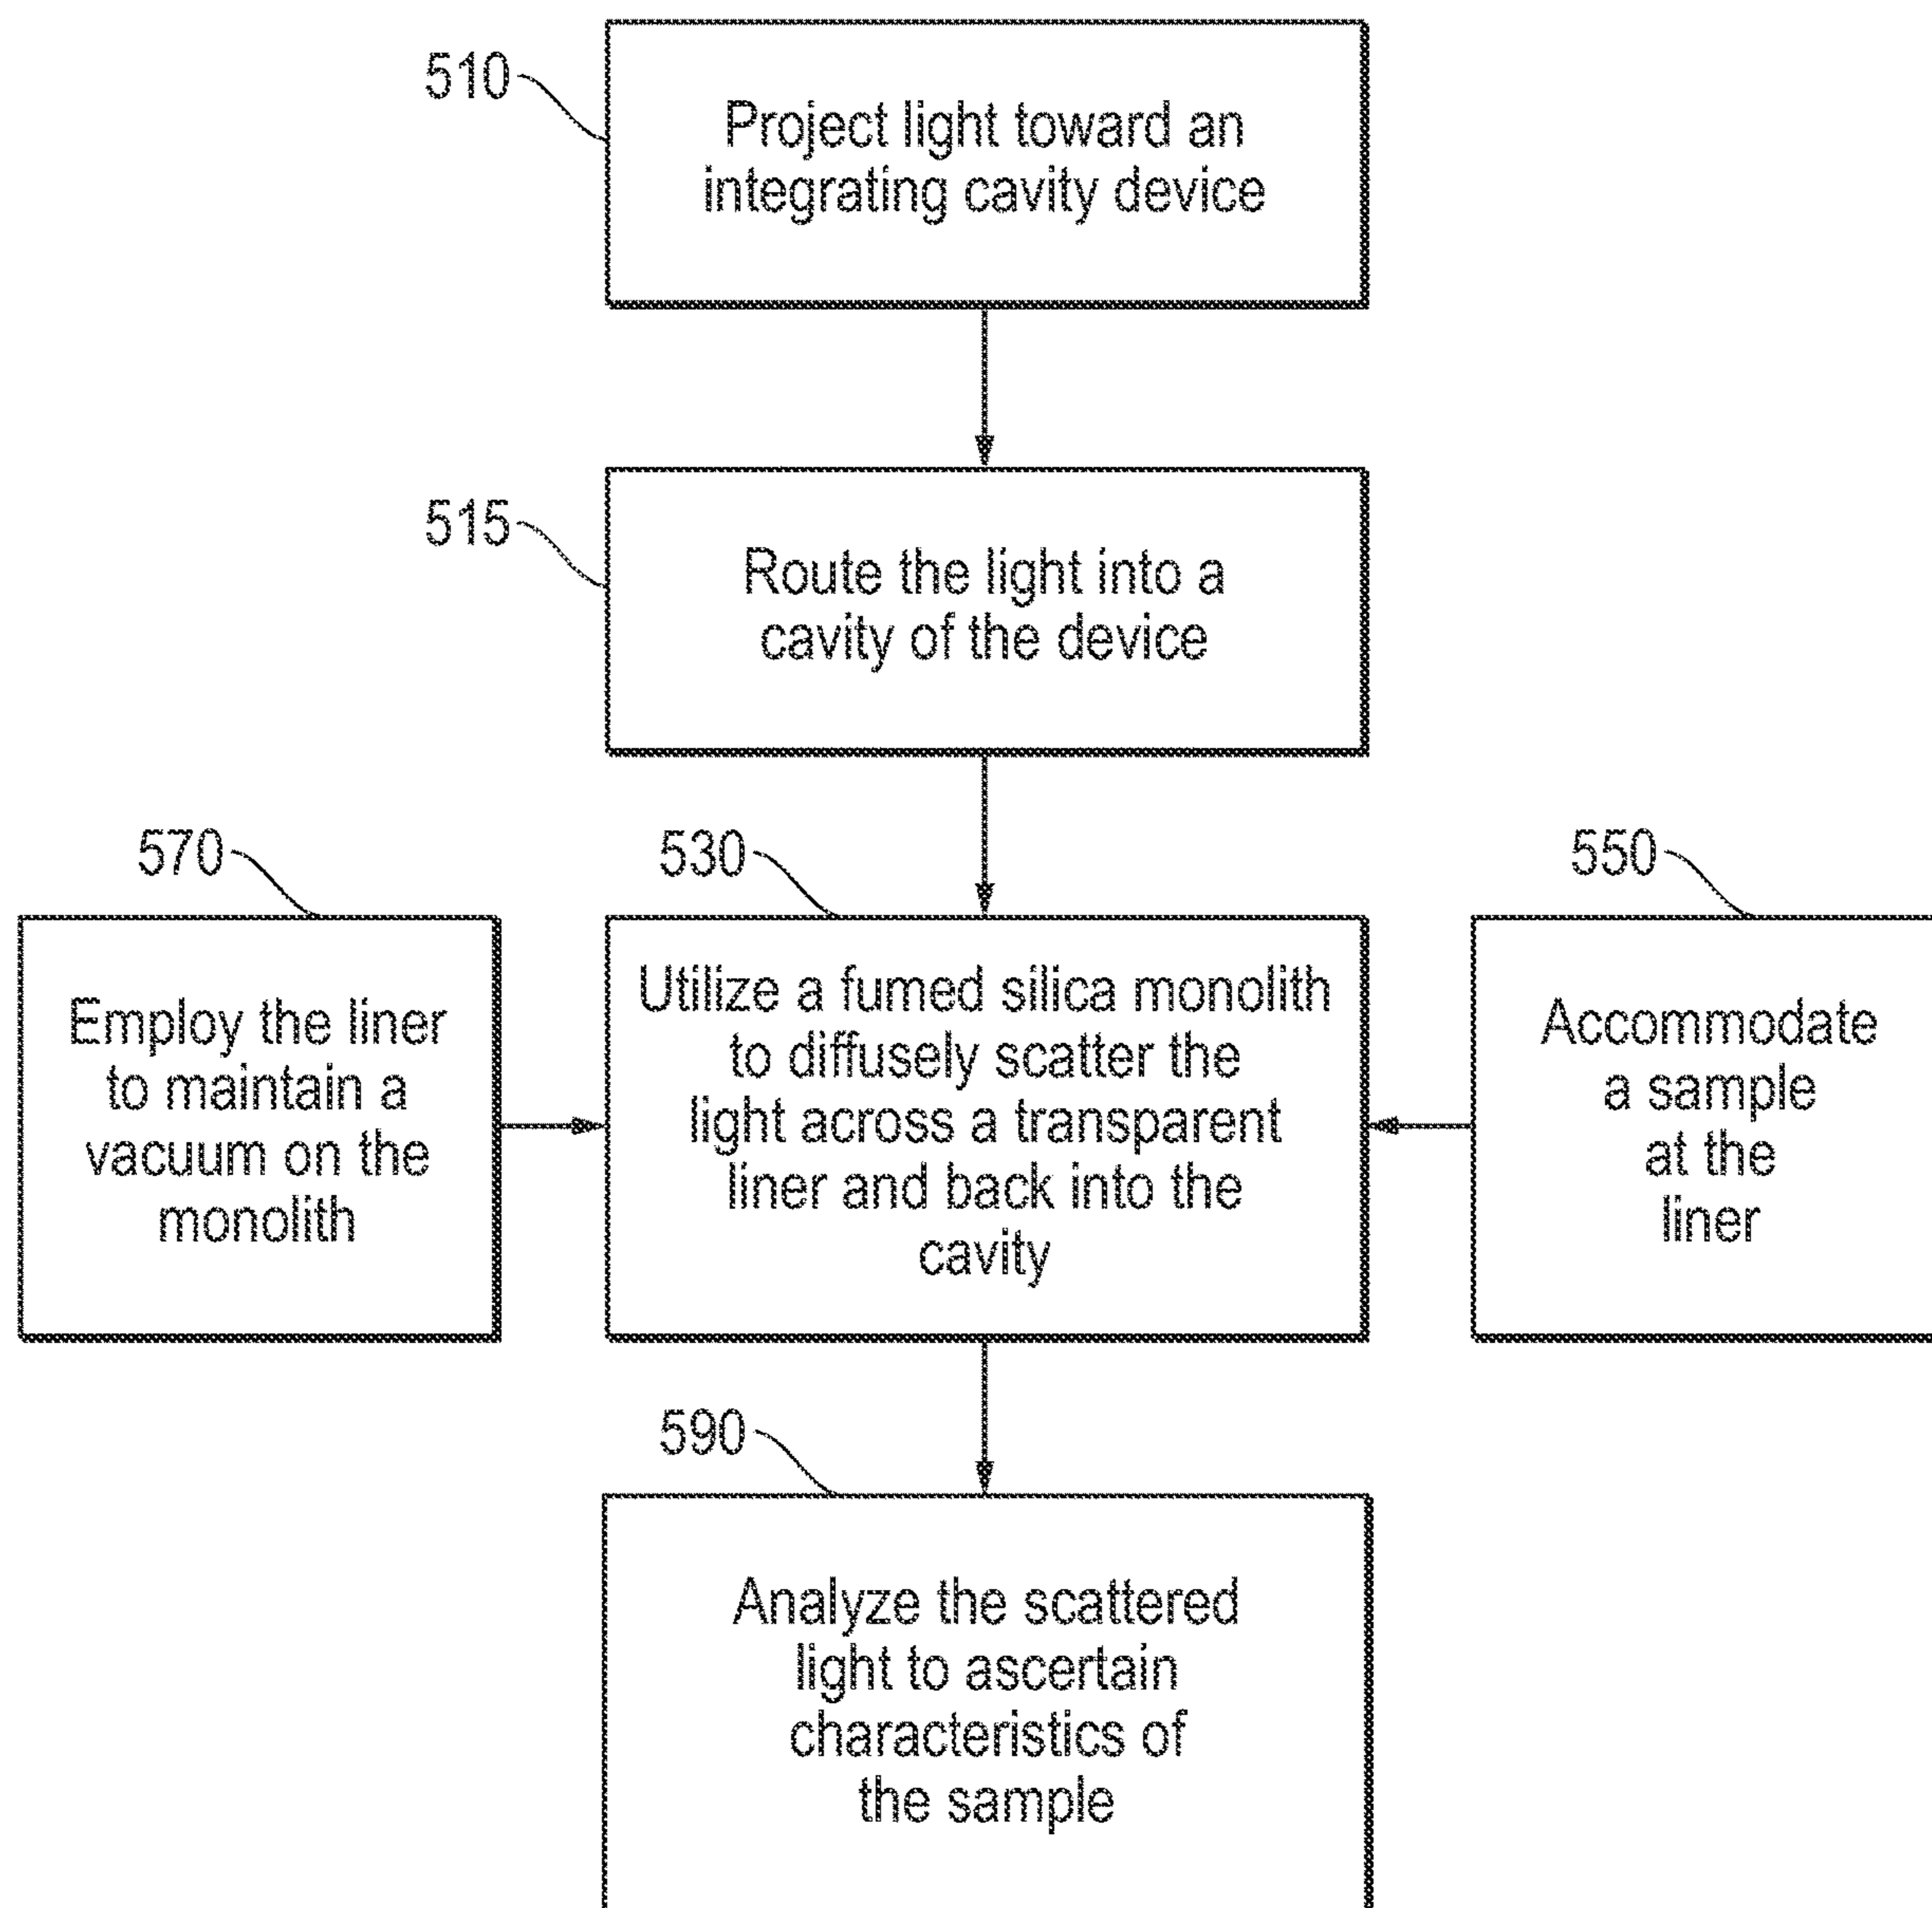 510
Project light toward an
integrating cavity device
515
Route the light into a
cavity of the device
570
Employ the liner
to maintain a
vacuum on the
monolith
530
Utilize a fumed silica monolith
to diffusely scatter the
light across a transparent
liner and back into the
cavity
550
Accommodate
a sample
at the
liner
590
Analyze the scattered
light to ascertain
characteristics of
the sample